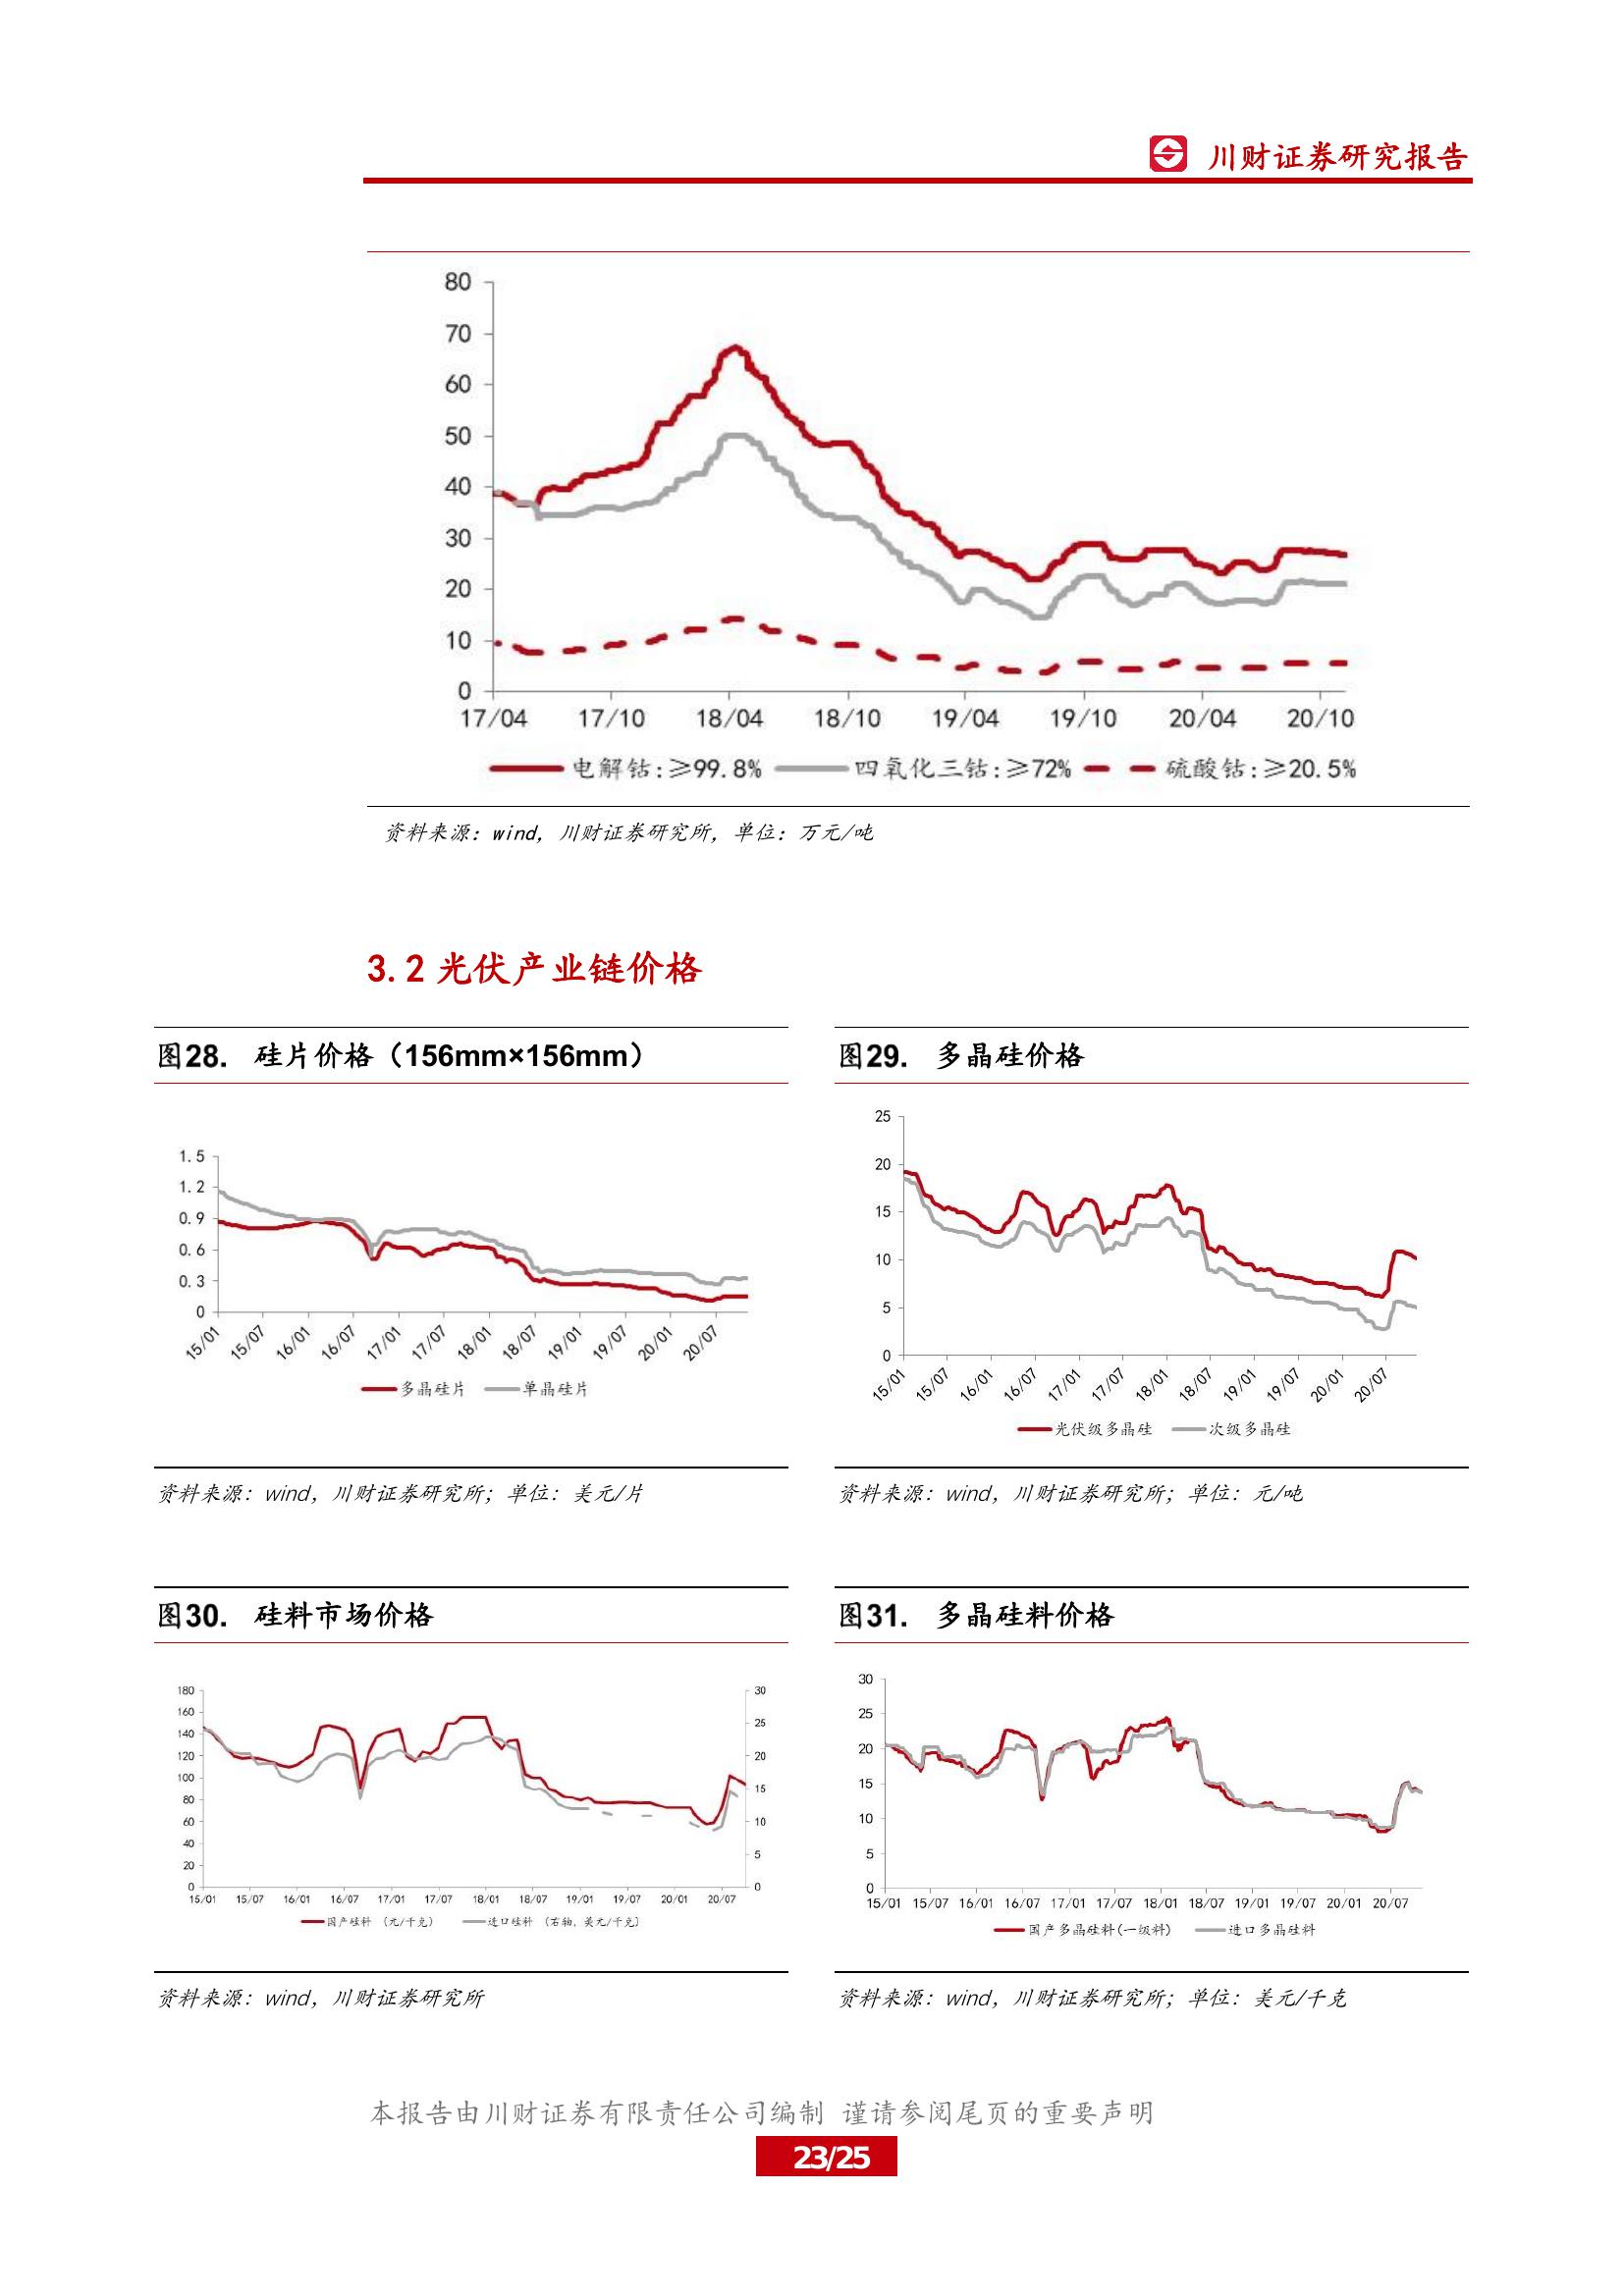 川财证券研究报告
80
70
60
50
40
30
20
10
0
17/04 17/10 18/04 18/10 19/04 19/10 20/04 20/10
电解钴:≥99.8% 四氧化三钴:≥72% 硫酸钴:≥20.5%
资料来源：wind，川财证券研究所，单位：万元/吨
3.2 光伏产业链价格
图28. 硅片价格（156mm×156mm）
1.5
1.2
0.9
0.6
0.3
0
15/01 15/07 16/01 16/07 17/01 17/07 18/01 18/07 19/01 19/07 20/01 20/07
多晶硅片 单晶硅片
资料来源：wind，川财证券研究所；单位：美元/片
图29. 多晶硅价格
25
20
15
10
5
0
15/01 15/07 16/01 16/07 17/01 17/07 18/01 18/07 19/01 19/07 20/01 20/07
光伏级多晶硅 次级多晶硅
资料来源：wind，川财证券研究所；单位：元/吨
图30. 硅料市场价格
180 30
160
140 25
120 20
100
80 15
60 10
40
20 5
0 0
15/01 15/07 16/01 16/07 17/01 17/07 18/01 18/07 19/01 19/07 20/01 20/07
国产硅料 (元/千克) 进口硅料 (右轴，美元/千克)
资料来源：wind，川财证券研究所
图31. 多晶硅料价格
30
25
20
15
10
5
0
15/01 15/07 16/01 16/07 17/01 17/07 18/01 18/07 19/01 19/07 20/01 20/07
国产多晶硅料(一级料) 进口多晶硅料
资料来源：wind，川财证券研究所；单位：美元/千克
本报告由川财证券有限责任公司编制 谨请参阅尾页的重要声明
23/25